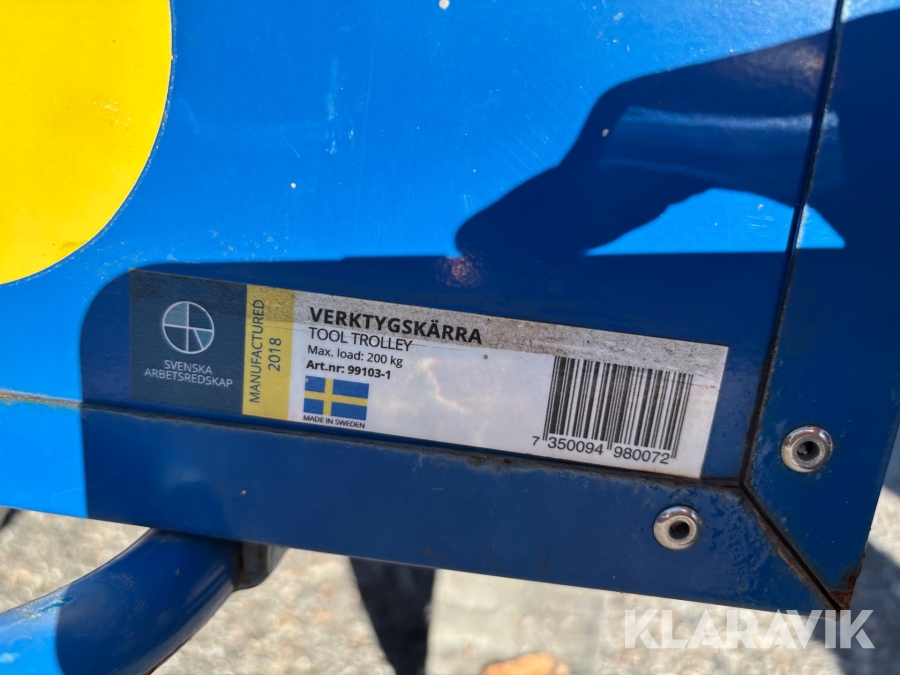 SVENSKA
ARBETSREDSKAP
MANUFACTURED
2018
VERKTYGSKÄRRA
TOOL TROLLEY
Max. load: 200 kg
Art.nr: 99103-1
MADE IN SWEDEN
7 350094 980072
KLARAVIK